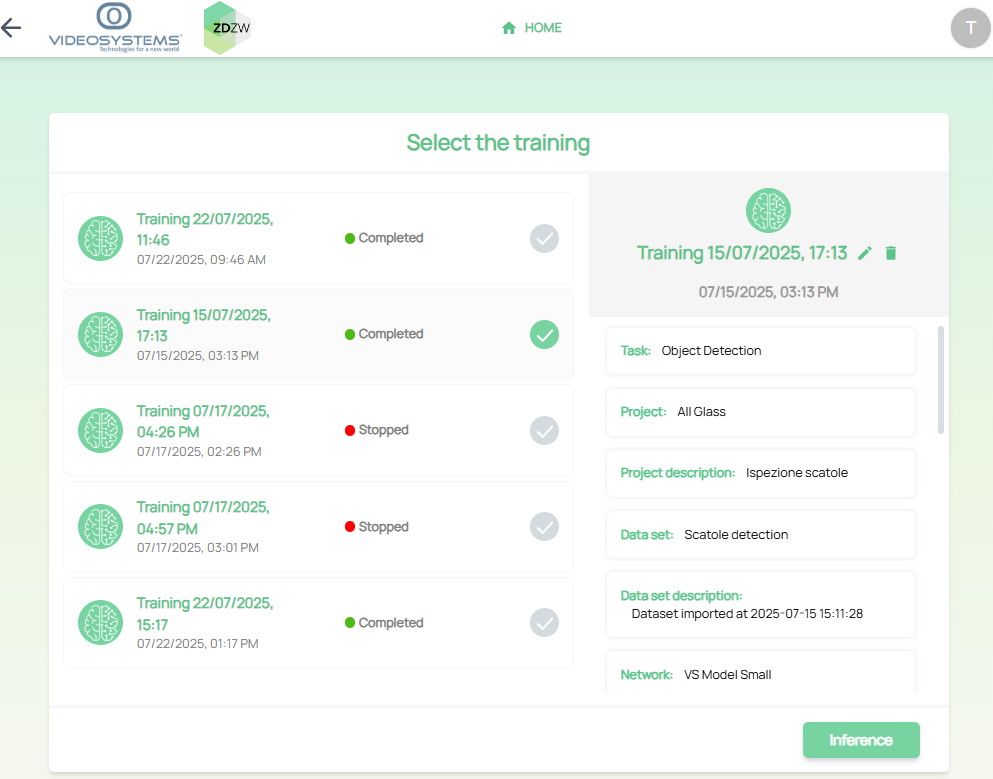 VIDEOSYSTEMS
Technologies for a new world
ZDZW
HOME
T
Select the training
Training 22/07/2025,
11:46
07/22/2025, 09:46 AM
Completed
Training 15/07/2025,
17:13
07/15/2025, 03:13 PM
Completed
Training 07/17/2025,
04:26 PM
07/17/2025, 02:26 PM
Stopped
Training 07/17/2025,
04:57 PM
07/17/2025, 03:01 PM
Stopped
Training 22/07/2025,
15:17
07/22/2025, 01:17 PM
Completed
Training 15/07/2025, 17:13
07/15/2025, 03:13 PM
Task: Object Detection
Project: All Glass
Project description: Ispezione scatole
Data set: Scatole detection
Data set description:
Dataset imported at 2025-07-15 15:11:28
Network: VS Model Small
Inference